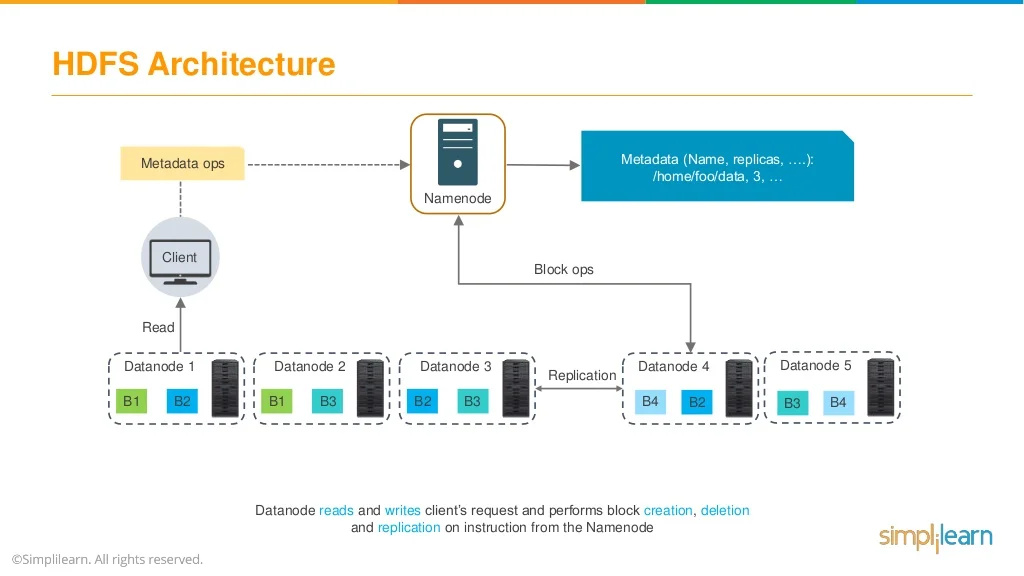 HDFS Architecture
Metadata ops
Namenode
Metadata (Name, replicas, ….):
/home/foo/data, 3, …
Client
Block ops
Read
Datanode 1
B1 B2
Datanode 2
B1 B3
Datanode 3
B2 B3
Replication
Datanode 4
B4 B2
Datanode 5
B3 B4
Datanode reads and writes client’s request and performs block creation, deletion
and replication on instruction from the Namenode
©Simplilearn. All rights reserved.
simplilearn